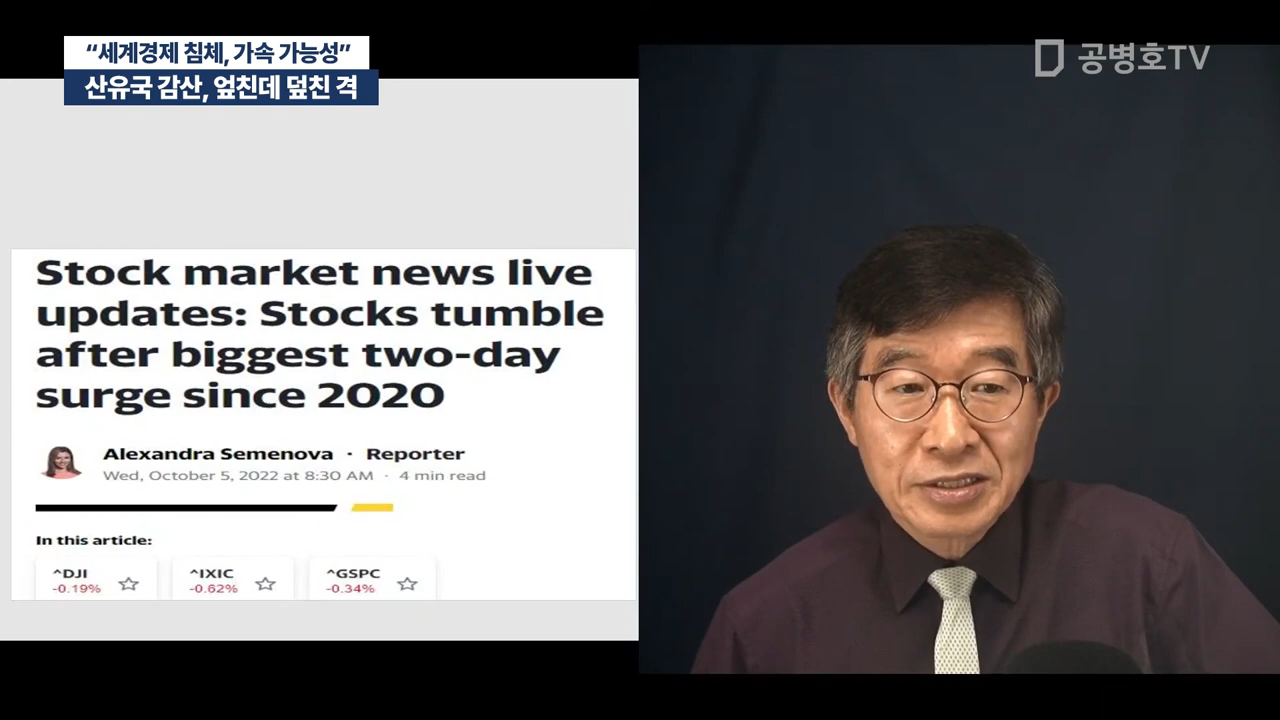 “세계경제 침체, 가속 가능성”
산유국 감산, 엎친데 덮친 격
공병호TV
Stock market news live
updates: Stocks tumble
after biggest two-day
surge since 2020
Alexandra Semenova · Reporter
Wed, October 5, 2022 at 8:30 AM · 4 min read
In this article:
^DJI ^IXIC ^GSPC
-0.19% -0.62% -0.34%